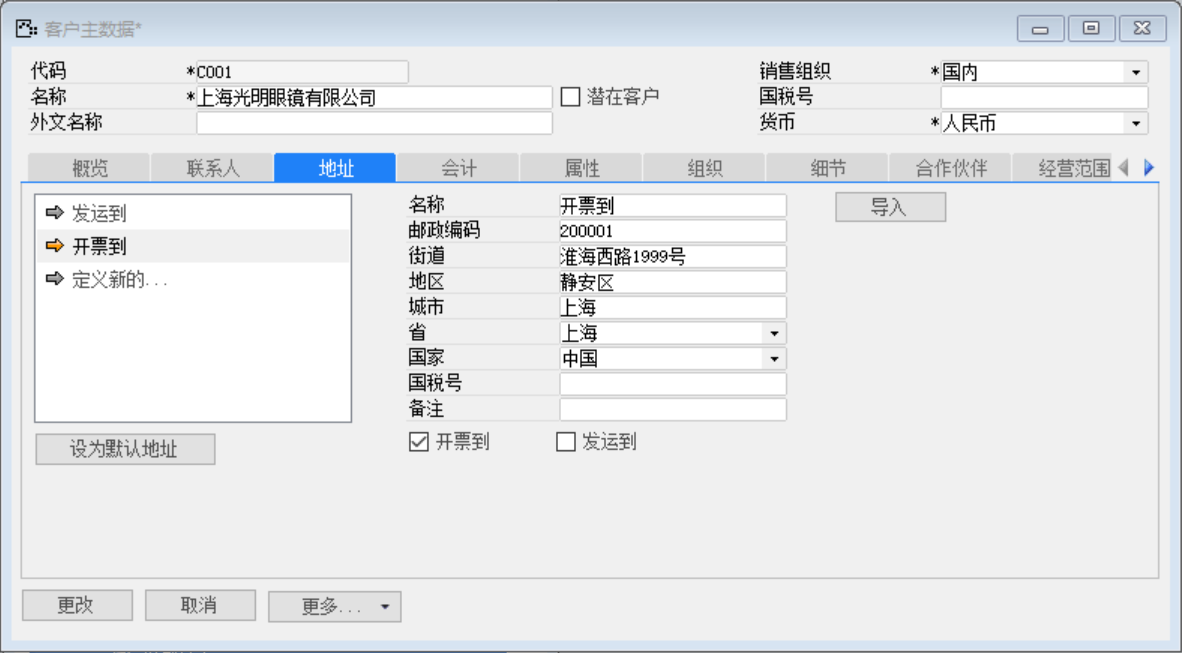 客户主数据*
代码 *C001 销售组织 *国内
名称 *上海光明眼镜有限公司 潜在客户 国税号
外文名称 货币 *人民币
概览 联系人 地址 会计 属性 组织 细节 合作伙伴 经营范围
发运到 名称 开票到 导入
开票到 邮政编码 200001
定义新的... 街道 淮海西路1999号
地区 静安区
城市 上海
省 上海
国家 中国
国税号
备注
设为默认地址 开票到 发运到
更改 取消 更多...